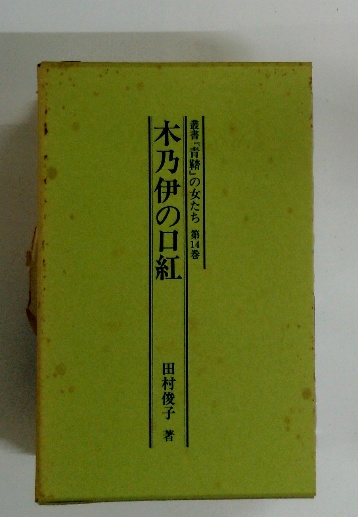 叢書『青鞜』の女たち 第14巻
木乃伊の口紅
田村俊子 著